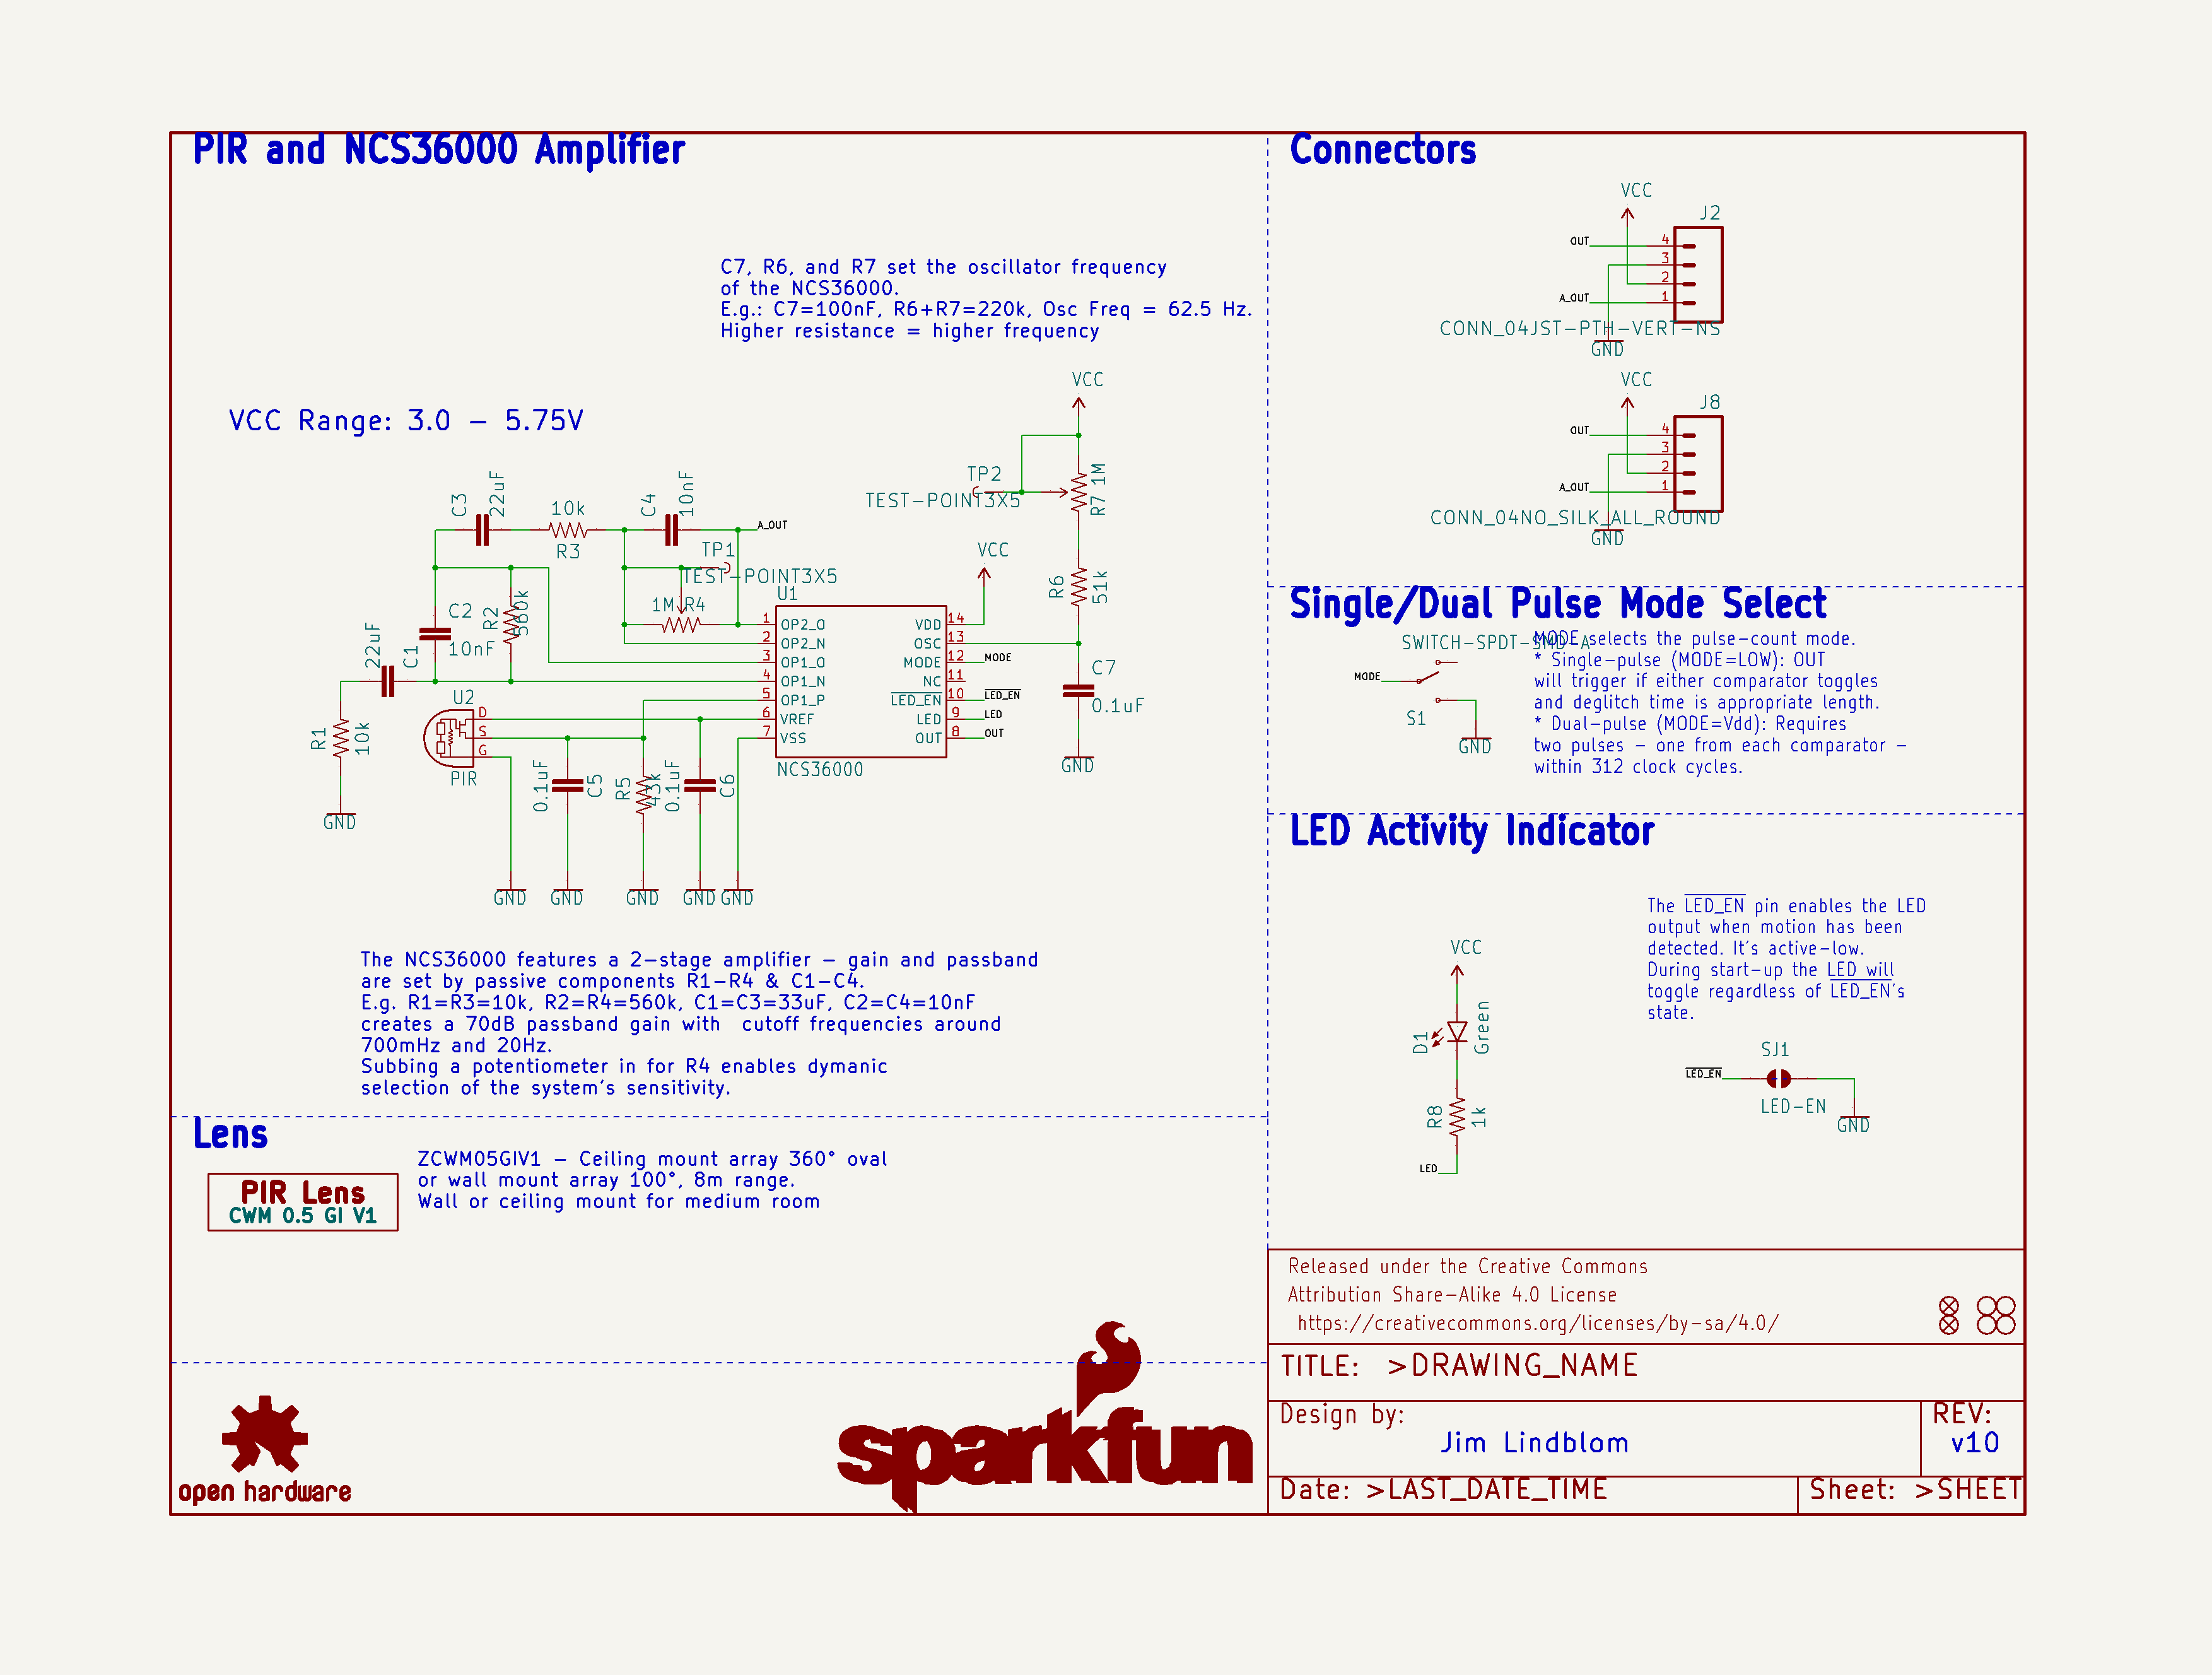 PIR and NCS36000 Amplifier
C7, R6, and R7 set the oscillator frequency
of the NCS36000.
E.g.: C7=100nF, R6+R7=220k, Osc Freq = 62.5 Hz.
Higher resistance = higher frequency
VCC Range: 3.0 - 5.75V
VCC
TP2
TEST-POINT3X5
R7
1M
C3
22uF
10k
R3
C4
10nF
A_OUT
TP1
TEST-POINT3X5
VCC
R6
51k
C2
10nF
R2
560k
1M
R4
U1
22uF
C1
1
2
3
4
5
6
7
OP2_O
OP2_N
OP1_O
OP1_N
OP1_P
VREF
VSS
VDD
OSC
MODE
NC
LED_EN
LED
OUT
14
13
12
11
10
9
8
MODE
LED_EN
LED
OUT
NCS36000
C7
0.1uF
GND
R1
10k
GND
U2
D
S
G
PIR
0.1uF
C5
R5
43k
0.1uF
C6
GND
GND
GND
GND
GND
The NCS36000 features a 2-stage amplifier - gain and passband
are set by passive components R1-R4 & C1-C4.
E.g. R1=R3=10k, R2=R4=560k, C1=C3=33uF, C2=C4=10nF
creates a 70dB passband gain with cutoff frequencies around
700mHz and 20Hz.
Subbing a potentiometer in for R4 enables dymanic
selection of the system's sensitivity.
Lens
PIR Lens
CWM 0.5 GI V1
ZCWM05GIV1 - Ceiling mount array 360° oval
or wall mount array 100°, 8m range.
Wall or ceiling mount for medium room
open hardware
sparkfun
Connectors
VCC
J2
OUT
4
3
2
1
A_OUT
CONN_04JST-PTH-VERT-NS
GND
VCC
J8
OUT
4
3
2
1
A_OUT
CONN_04NO_SILK_ALL_ROUND
GND
Single/Dual Pulse Mode Select
SWITCH-SPDT-SMD-A
MODE
S1
GND
MODE selects the pulse-count mode.
* Single-pulse (MODE=LOW): OUT
will trigger if either comparator toggles
and deglitch time is appropriate length.
* Dual-pulse (MODE=Vdd): Requires
two pulses - one from each comparator -
within 312 clock cycles.
LED Activity Indicator
The LED_EN pin enables the LED
output when motion has been
detected. It's active-low.
During start-up the LED will
toggle regardless of LED_EN's
state.
VCC
D1
Green
R8
1k
LED
SJ1
LED_EN
LED-EN
GND
Released under the Creative Commons
Attribution Share-Alike 4.0 License
https://creativecommons.org/licenses/by-sa/4.0/
TITLE: >DRAWING_NAME
Design by:
Jim Lindblom
REV:
v10
Date: >LAST_DATE_TIME
Sheet: >SHEET